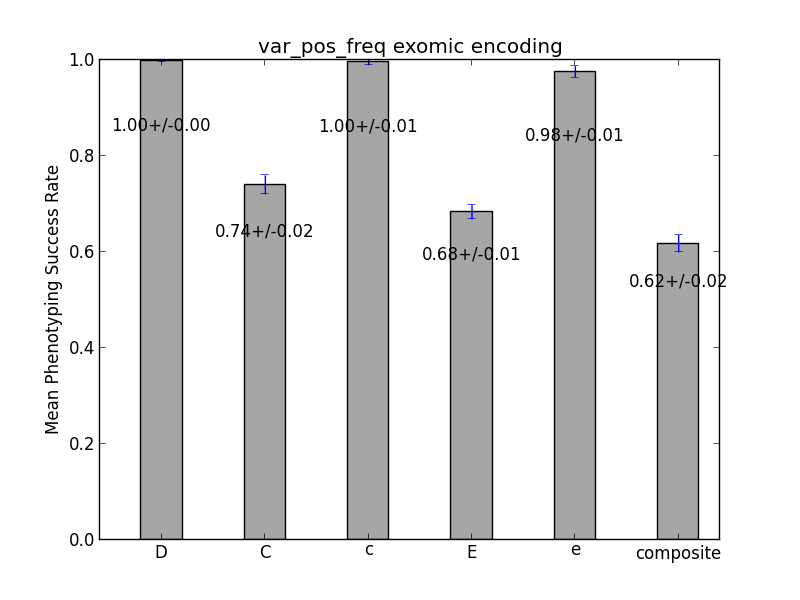 var_pos_freq exomic encoding
Mean Phenotyping Success Rate
1.0
0.8
0.6
0.4
0.2
0.0
1.00+/-0.00
0.74+/-0.02
1.00+/-0.01
0.68+/-0.01
0.98+/-0.01
0.62+/-0.02
D
C
c
E
e
composite